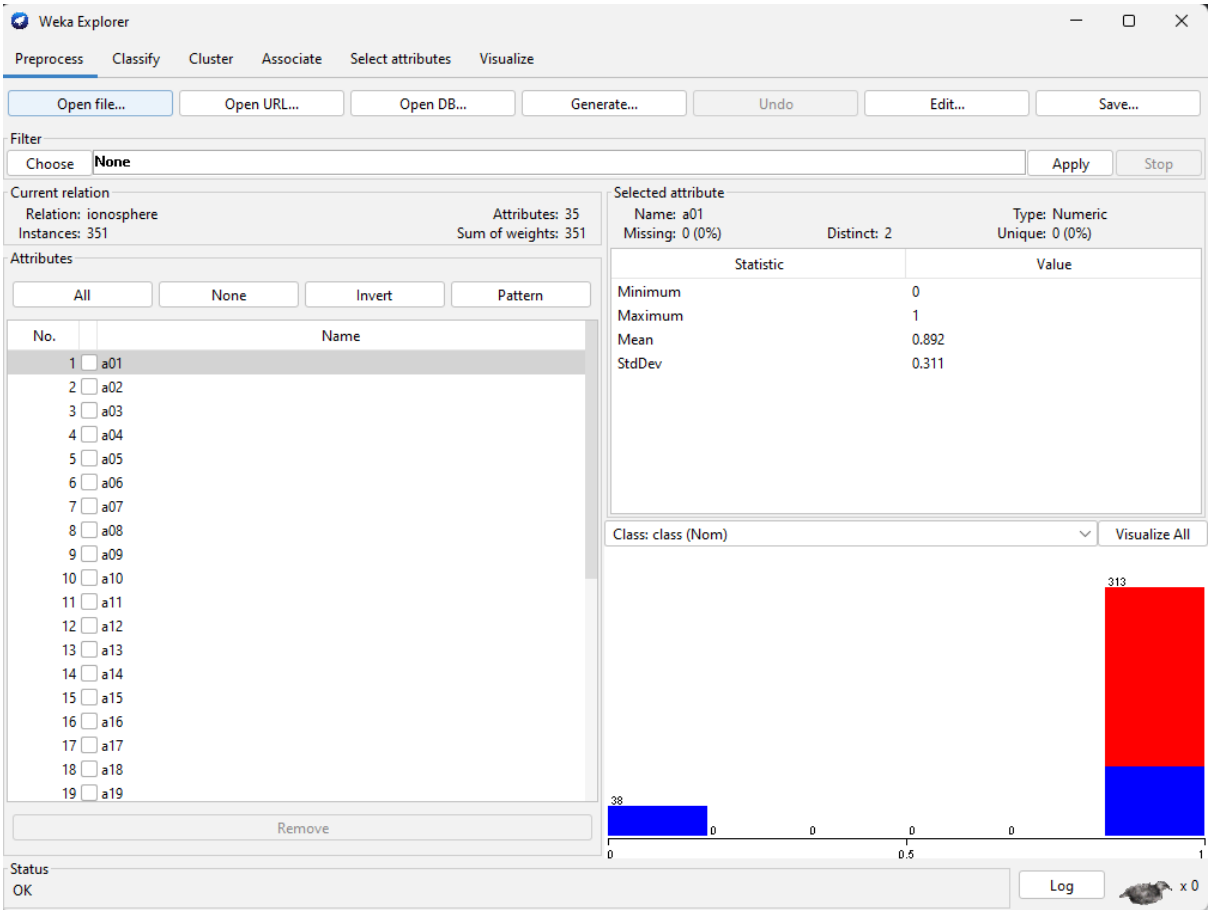 Weka Explorer
Preprocess Classify Cluster Associate Select attributes Visualize
Open file... Open URL... Open DB... Generate... Undo Edit... Save...
Filter
Choose None Apply Stop
Current relation
Relation: ionosphere Attributes: 35
Instances: 351 Sum of weights: 351
Attributes
All None Invert Pattern
No. Name
1 a01
2 a02
3 a03
4 a04
5 a05
6 a06
7 a07
8 a08
9 a09
10 a10
11 a11
12 a12
13 a13
14 a14
15 a15
16 a16
17 a17
18 a18
19 a19
Remove
Selected attribute
Name: a01 Type: Numeric
Missing: 0 (0%) Distinct: 2 Unique: 0 (0%)
Statistic Value
Minimum 0
Maximum 1
Mean 0.892
StdDev 0.311
Class: class (Nom) Visualize All
313
38
0 0 0 0
0 0.5 1
Status
OK
Log x 0